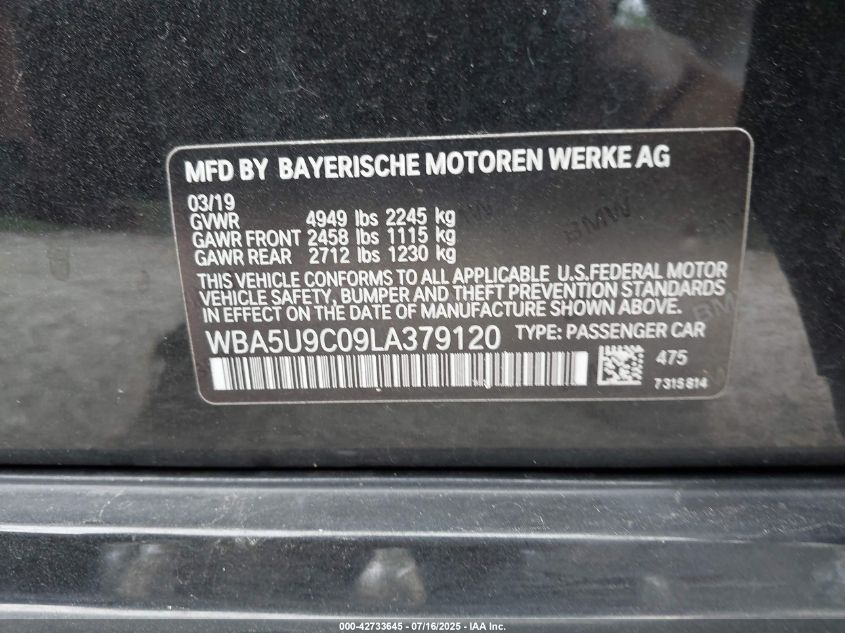 MFD BY BAYERISCHE MOTOREN WERKE AG
03/19
GVWR 4949 lbs 2245 kg
GAWR FRONT 2458 lbs 1115 kg
GAWR REAR 2712 lbs 1230 kg
THIS VEHICLE CONFORMS TO ALL APPLICABLE U.S.FEDERAL MOTOR
VEHICLE SAFETY, BUMPER AND THEFT PREVENTION STANDARDS
IN EFFECT ON THE DATE OF MANUFACTURE SHOWN ABOVE.
WBA5U9C09LA379120 TYPE: PASSENGER CAR
475
7315814
BMW
BMW
000-42733645 - 07/16/2025 - IAA Inc.